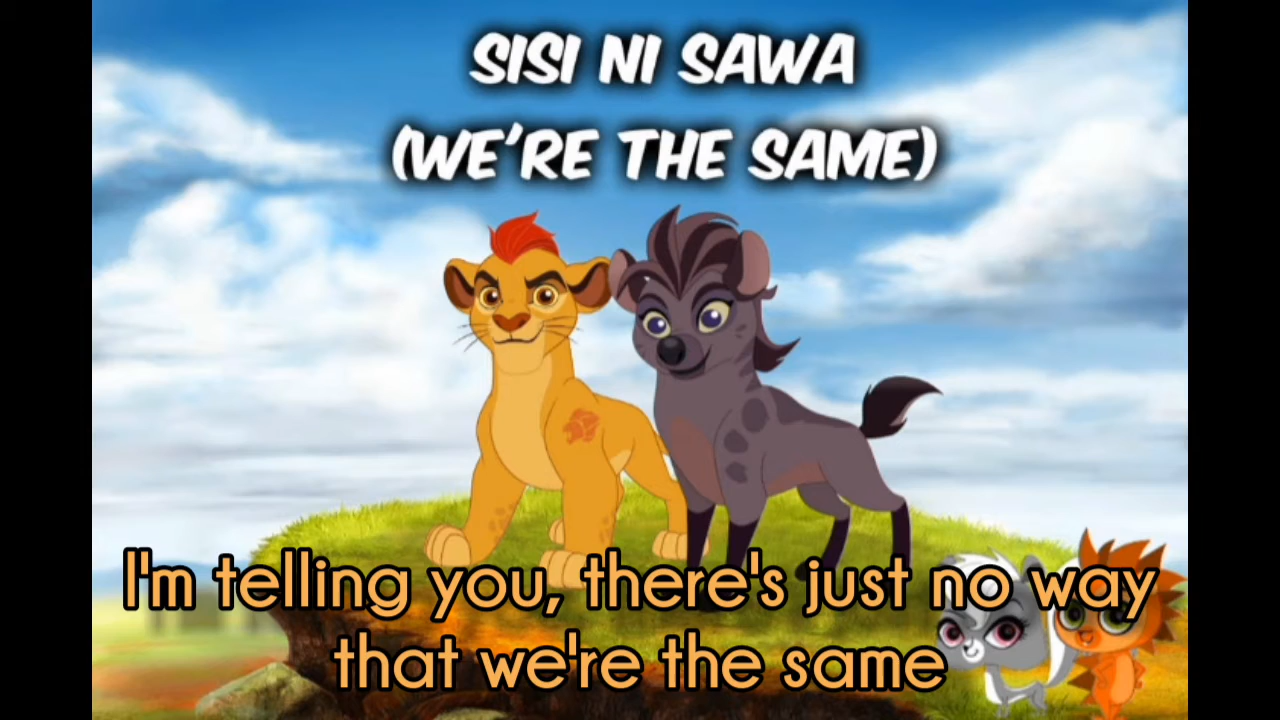 SISI NI SAWA
(WE'RE THE SAME)
I'm telling you, there's just no way
that we're the same